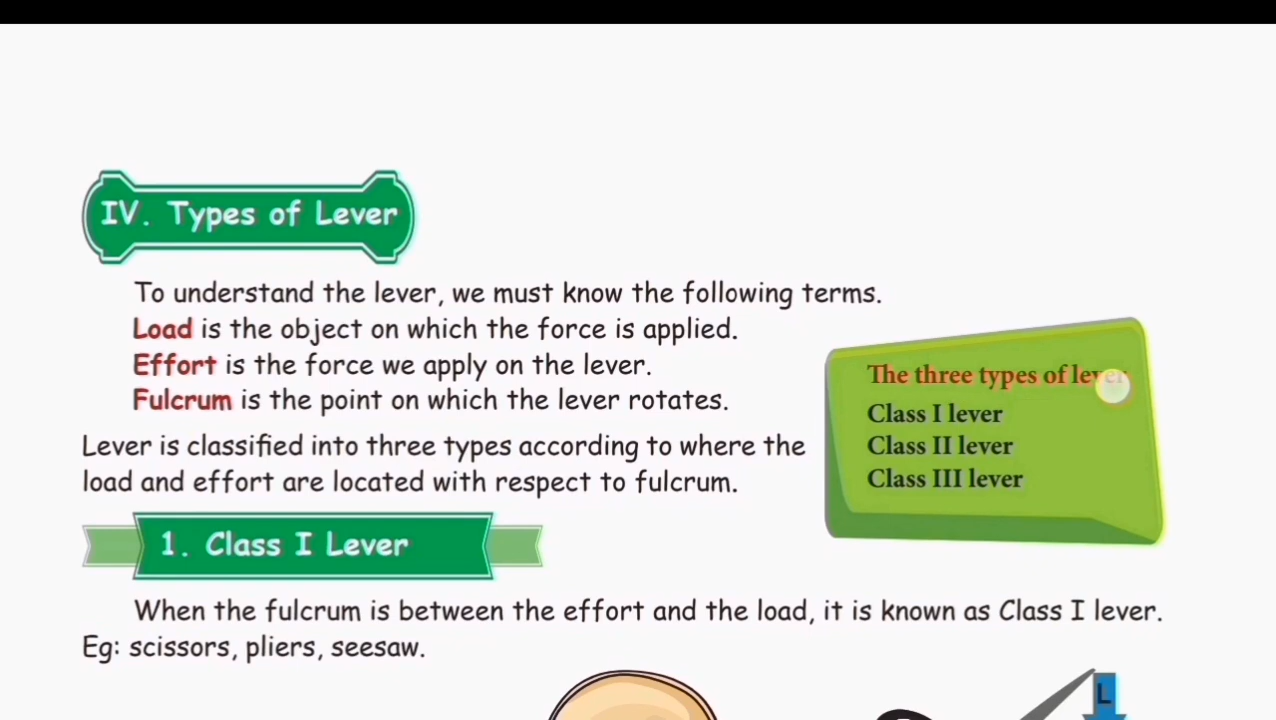 IV. Types of Lever
To understand the lever, we must know the following terms.
Load is the object on which the force is applied.
Effort is the force we apply on the lever.
Fulcrum is the point on which the lever rotates.
Lever is classified into three types according to where the
load and effort are located with respect to fulcrum.
The three types of lever
Class I lever
Class II lever
Class III lever
1. Class I Lever
When the fulcrum is between the effort and the load, it is known as Class I lever.
Eg: scissors, pliers, seesaw.
L